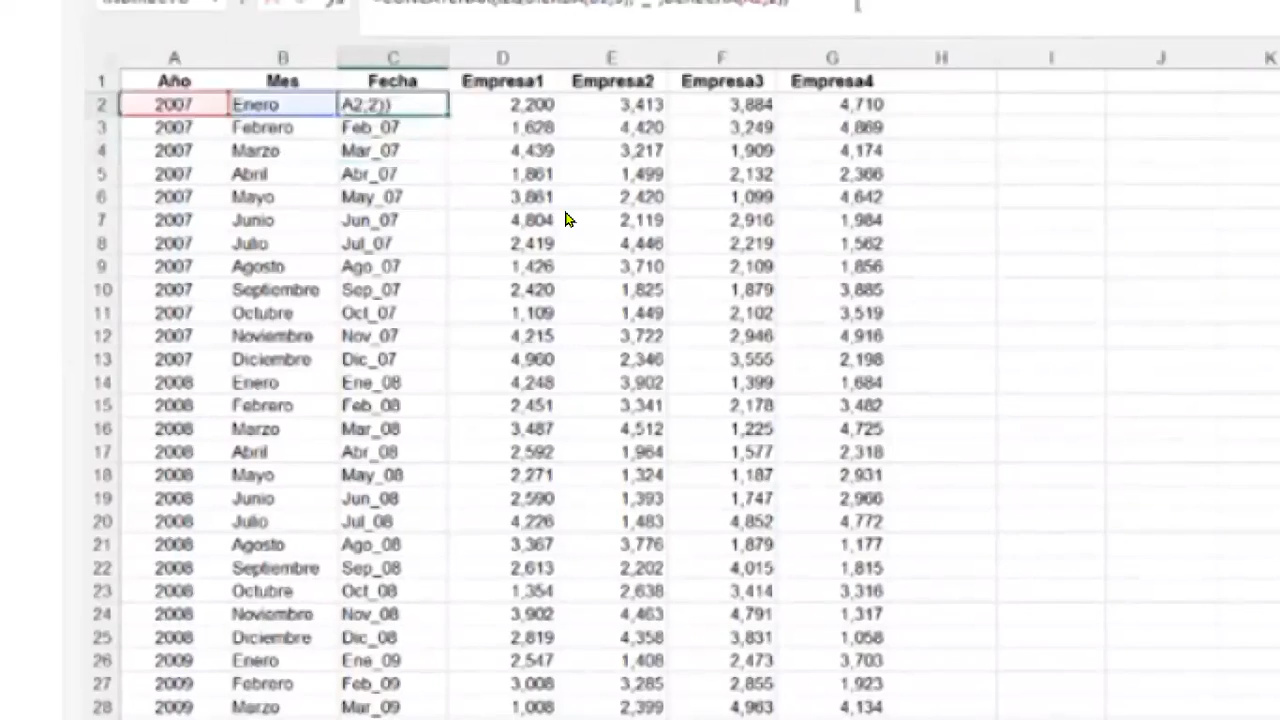 A B C D E F G H I J K
1 Año Mes Fecha Empresa1 Empresa2 Empresa3 Empresa4
2 2007 Enero A2;2)) 2,200 3,413 3,884 4,710
3 2007 Febrero Feb_07 1,628 4,420 3,249 4,869
4 2007 Marzo Mar_07 4,439 3,217 1,909 4,174
5 2007 Abril Abr_07 1,861 1,499 2,132 2,366
6 2007 Mayo May_07 3,861 2,420 1,099 4,642
7 2007 Junio Jun_07 4,804 2,119 2,916 1,984
8 2007 Julio Jul_07 2,419 4,446 2,219 1,562
9 2007 Agosto Ago_07 1,426 3,710 2,109 1,856
10 2007 Septiembre Sep_07 2,420 1,825 1,879 3,885
11 2007 Octubre Oct_07 1,109 1,449 2,102 3,519
12 2007 Noviembre Nov_07 4,215 3,722 2,946 4,916
13 2007 Diciembre Dic_07 4,960 2,346 3,555 2,198
14 2008 Enero Ene_08 4,248 3,902 1,399 1,684
15 2008 Febrero Feb_08 2,451 3,341 2,178 3,482
16 2008 Marzo Mar_08 3,487 4,512 1,225 4,725
17 2008 Abril Abr_08 2,592 1,964 1,577 2,318
18 2008 Mayo May_08 2,271 1,324 1,187 2,931
19 2008 Junio Jun_08 2,590 1,393 1,747 2,966
20 2008 Julio Jul_08 4,226 1,483 4,852 4,772
21 2008 Agosto Ago_08 3,367 3,776 1,879 1,177
22 2008 Septiembre Sep_08 2,613 2,202 4,015 1,815
23 2008 Octubre Oct_08 1,354 2,638 3,414 3,316
24 2008 Noviembre Nov_08 3,902 4,463 4,791 1,317
25 2008 Diciembre Dic_08 2,819 4,358 3,831 1,058
26 2009 Enero Ene_09 2,547 1,408 2,473 3,703
27 2009 Febrero Feb_09 3,008 3,285 2,855 1,923
28 2009 Marzo Mar_09 1,008 2,399 4,963 4,134